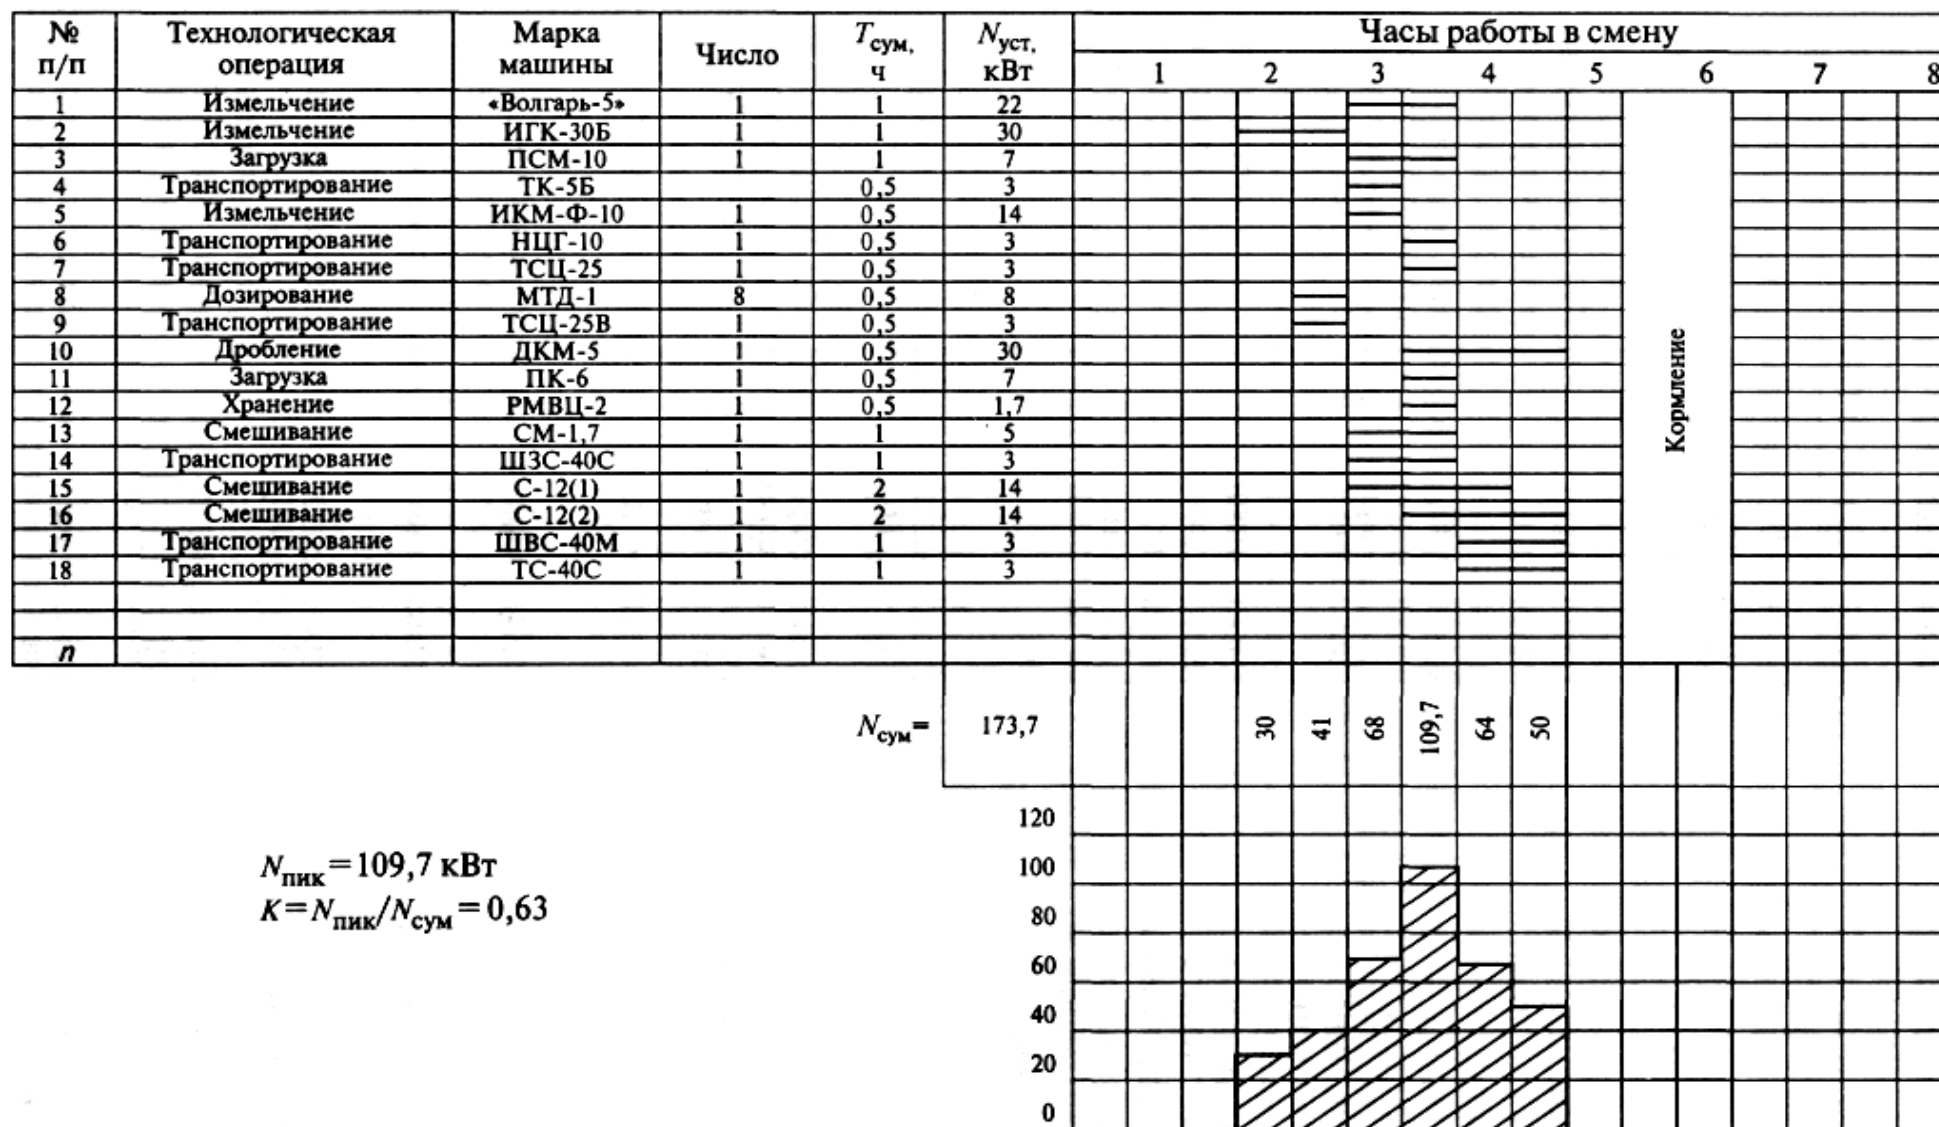 № п/п Технологическая операция Марка машины Число Tсум, ч Nуст, кВт Часы работы в смену
1 2 3 4 5 6 7 8
1 Измельчение «Волгарь-5» 1 1 22
2 Измельчение ИГК-30Б 1 1 30
3 Загрузка ПСМ-10 1 1 7
4 Транспортирование ТК-5Б 0,5 3
5 Измельчение ИКМ-Ф-10 1 0,5 14
6 Транспортирование НЦГ-10 1 0,5 3
7 Транспортирование ТСЦ-25 1 0,5 3
8 Дозирование МТД-1 8 0,5 8
9 Транспортирование ТСЦ-25В 1 0,5 3
10 Дробление ДКМ-5 1 0,5 30
11 Загрузка ПК-6 1 0,5 7
12 Хранение РМВЦ-2 1 0,5 1,7
13 Смешивание СМ-1,7 1 1 5
14 Транспортирование ШЗС-40С 1 1 3
15 Смешивание С-12(1) 1 2 14
16 Смешивание С-12(2) 1 2 14
17 Транспортирование ШВС-40М 1 1 3
18 Транспортирование ТС-40С 1 1 3
n
Кормление
Nсум= 173,7 30 41 68 109,7 64 50
Nпик=109,7 кВт
K=Nпик/Nсум=0,63
120
100
80
60
40
20
0